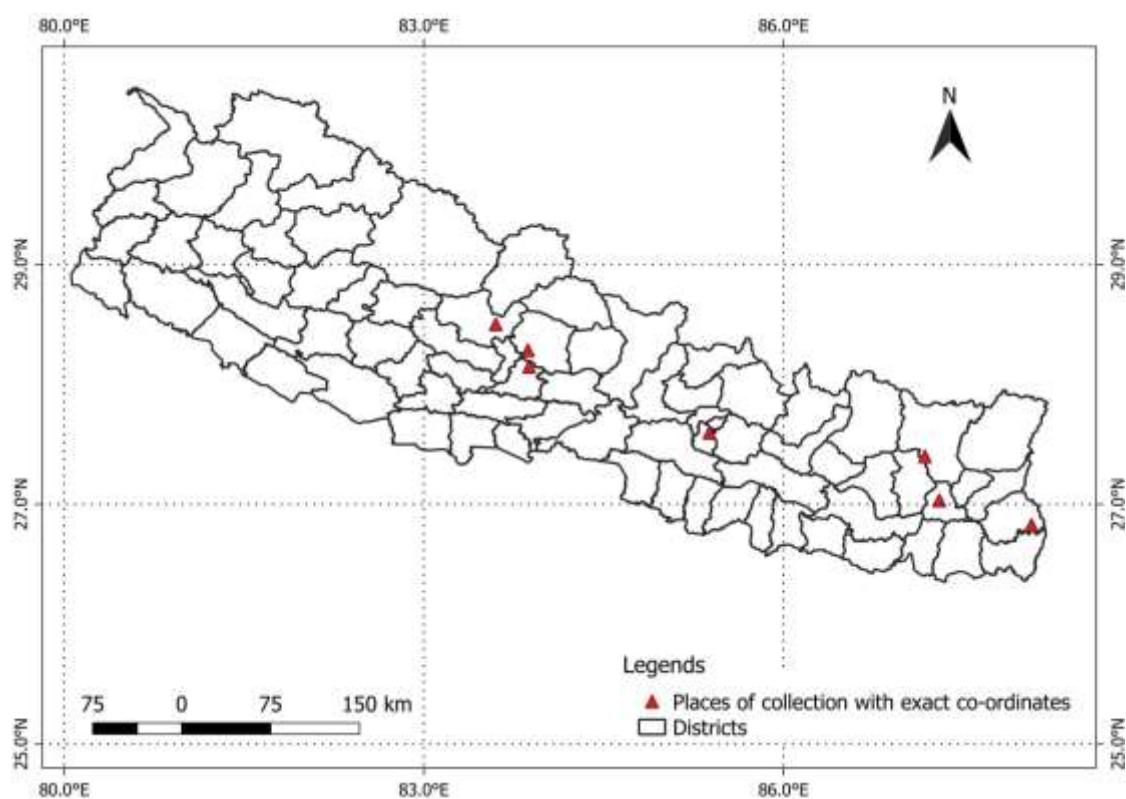 80.0°E 83.0°E 86.0°E
N
29.0°N 29.0°N
27.0°N 27.0°N
Legends
75 0 75 150 km
Places of collection with exact co-ordinates
Districts
25.0°N 25.0°N
80.0°E 83.0°E 86.0°E